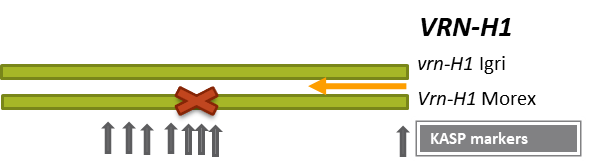 VRN-H1
vrn-H1 Igri
Vrn-H1 Morex
KASP markers